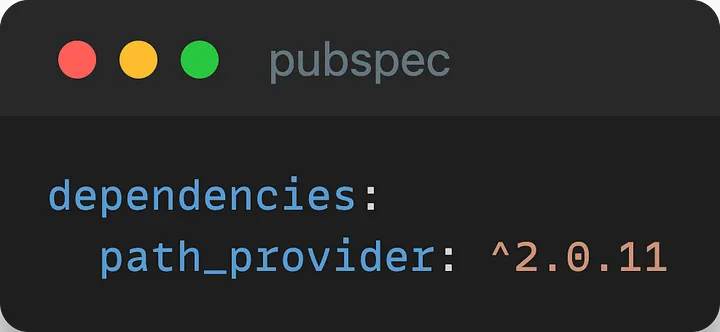 pubspec
dependencies:
  path_provider: ^2.0.11